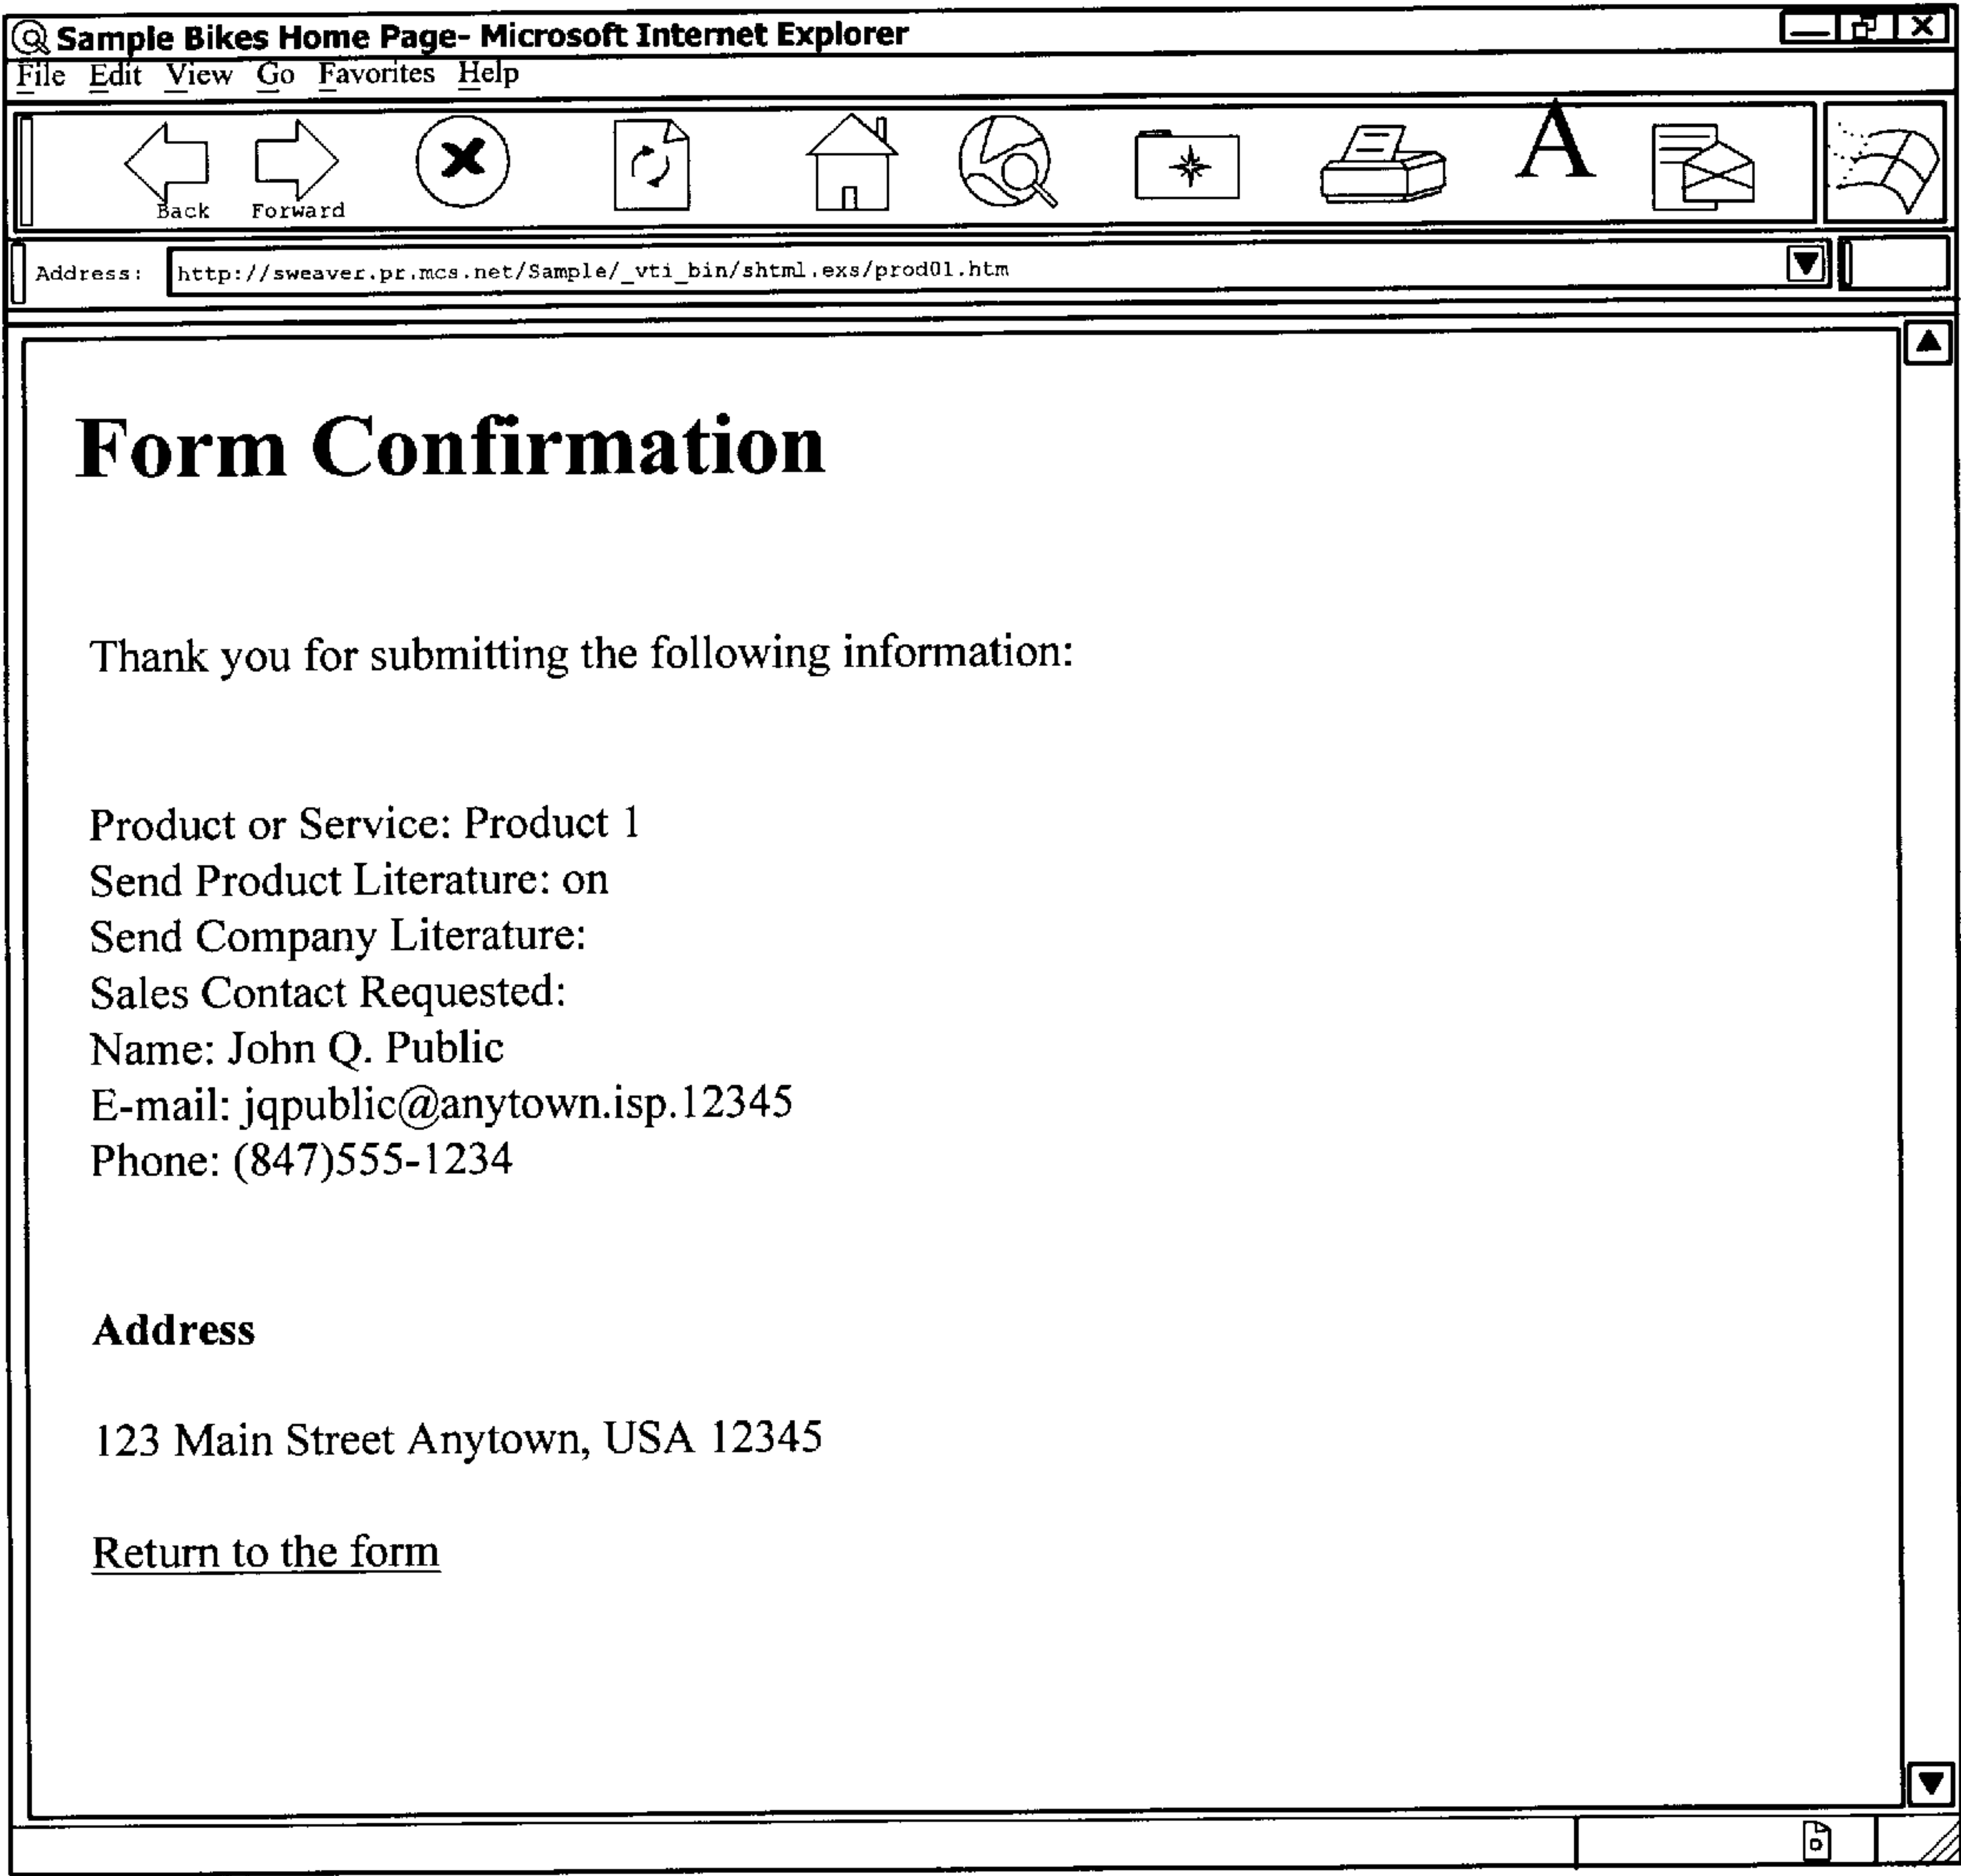 Sample Bikes Home Page- Microsoft Internet Explorer
File Edit View Go Favorites Help
A
Back Forward
Address: http://sweaver.pr.mcs.net/Sample/_vti_bin/shtml.exs/prod01.htm
Form Confirmation
Thank you for submitting the following information:
Product or Service: Product 1
Send Product Literature: on
Send Company Literature:
Sales Contact Requested:
Name: John Q. Public
E-mail: jqpublic@anytown.isp.12345
Phone: (847)555-1234
Address
123 Main Street Anytown, USA 12345
Return to the form